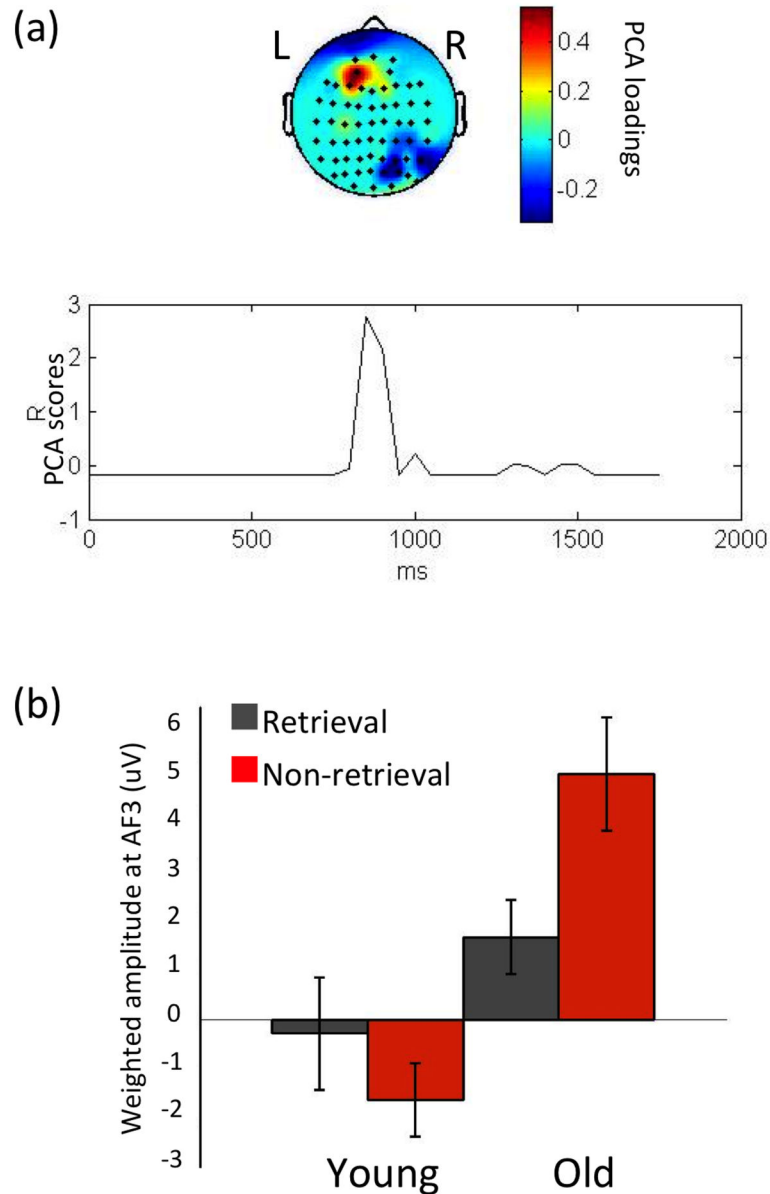 (a)
L
R
0.4
0.2
0
-0.2
PCA loadings
3
2
1
0
-1
PCA scores
R
0
500
1000
1500
2000
ms
(b)
Retrieval
Non-retrieval
Weighted amplitude at AF3 (uV)
6
5
4
3
2
1
0
-1
-2
-3
Young
Old